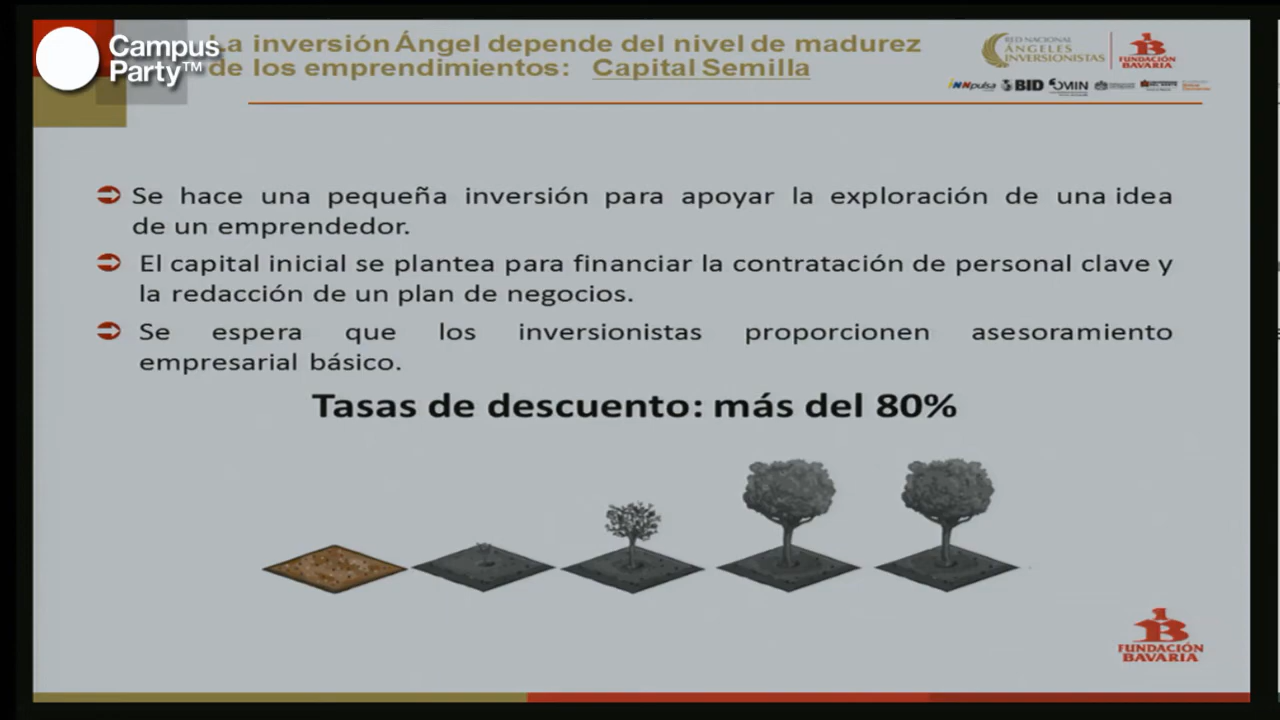 Campus
Party™
La inversión Ángel depende del nivel de madurez
de los emprendimientos: Capital Semilla
RED NACIONAL
ÁNGELES
INVERSIONISTAS
FUNDACIÓN
BAVARIA
iNNpulsa
BID
OMIN
Se hace una pequeña inversión para apoyar la exploración de una idea
de un emprendedor.
El capital inicial se plantea para financiar la contratación de personal clave y
la redacción de un plan de negocios.
Se espera que los inversionistas proporcionen asesoramiento
empresarial básico.
Tasas de descuento: más del 80%
FUNDACIÓN
BAVARIA